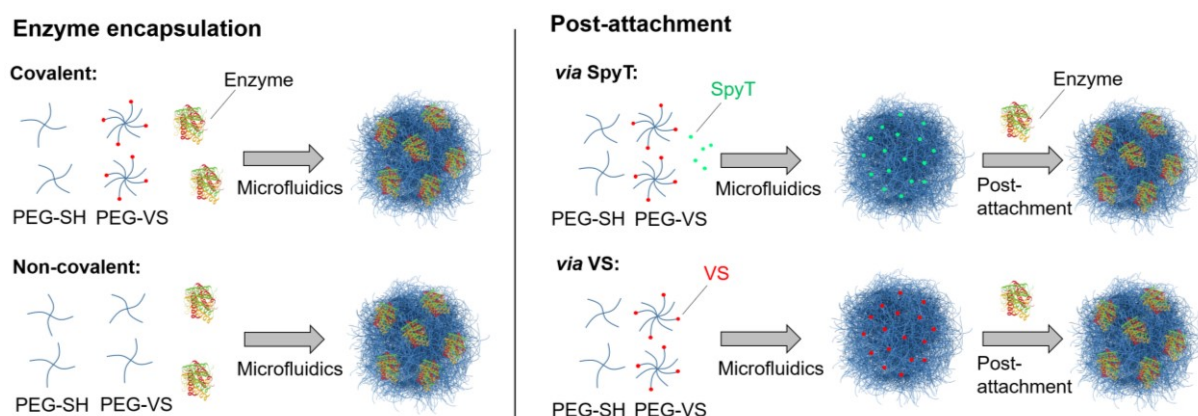 Enzyme encapsulation
Covalent:
Enzyme
Microfluidics
PEG-SH PEG-VS
Non-covalent:
Microfluidics
PEG-SH PEG-VS
Post-attachment
via SpyT:
SpyT
Enzyme
Microfluidics
Post-
attachment
PEG-SH PEG-VS
via VS:
VS
Microfluidics
Post-
attachment
PEG-SH PEG-VS